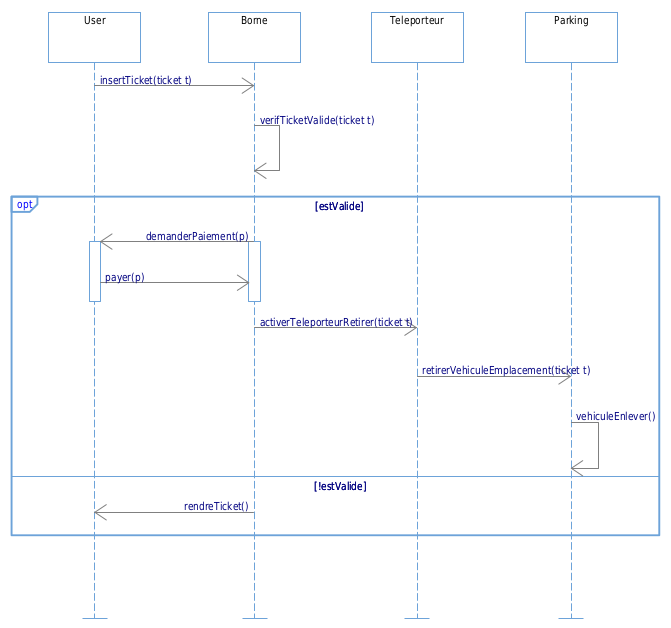 User
Borne
Teleporteur
Parking
insertTicket(ticket t)
verifTicketValide(ticket t)
opt
[estValide]
demanderPaiement(p)
payer(p)
activerTeleporteurRetirer(ticket t)
retirerVehiculeEmplacement(ticket t)
vehiculeEnlever()
[!estValide]
rendreTicket()